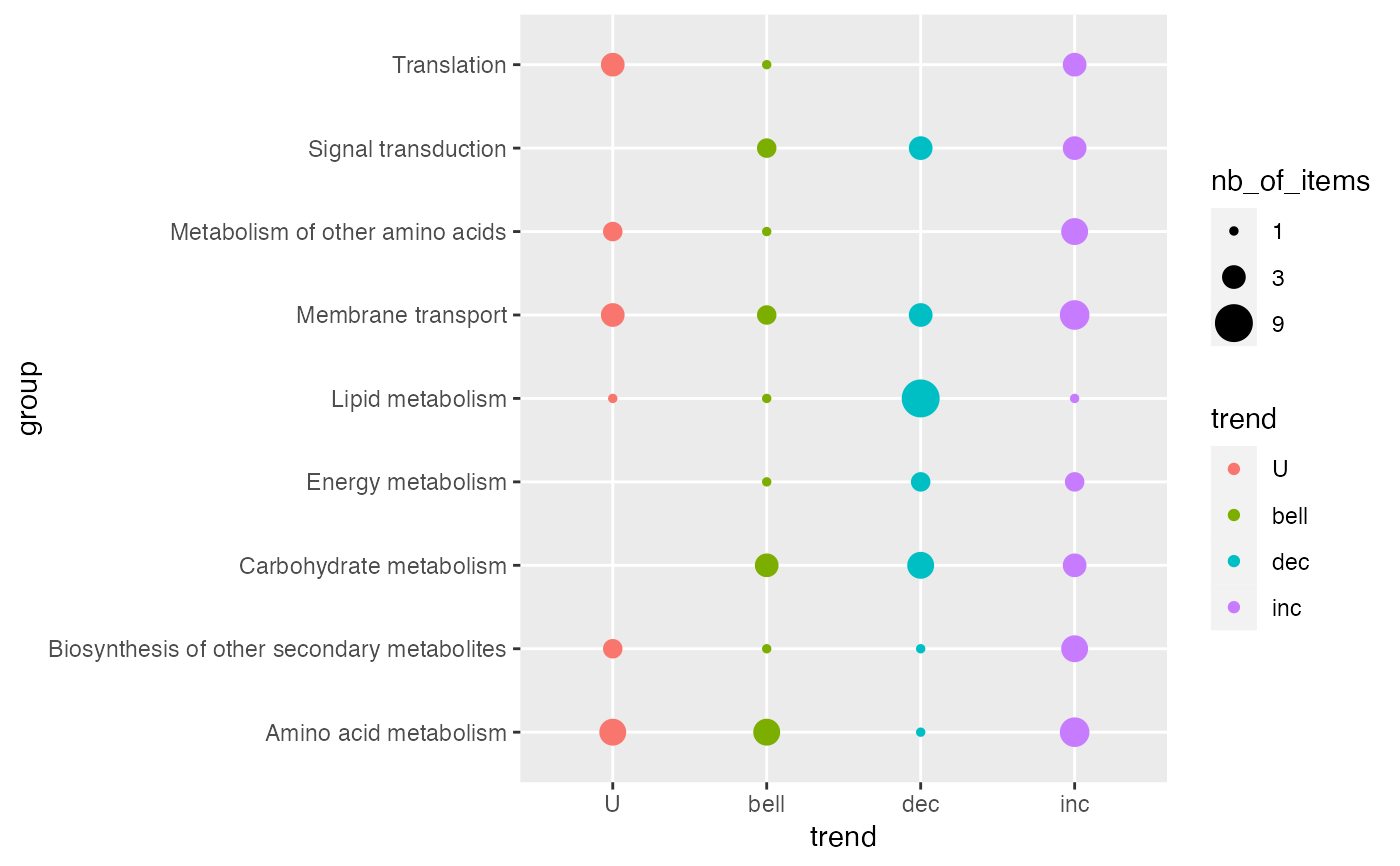 Translation
Signal transduction
Metabolism of other amino acids
Membrane transport
Lipid metabolism
Energy metabolism
Carbohydrate metabolism
Biosynthesis of other secondary metabolites
Amino acid metabolism
group
U bell dec inc
trend
nb_of_items
1
3
9
trend
U
bell
dec
inc